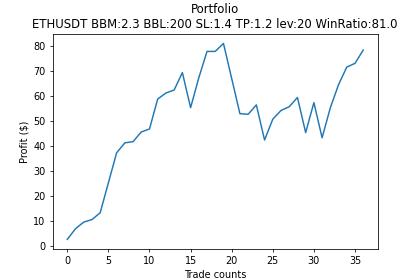 Portfolio
ETHUSDT BBM:2.3 BBL:200 SL:1.4 TP:1.2 lev:20 WinRatio:81.0
80
70
60
50
40
30
20
10
0
Profit ($)
0 5 10 15 20 25 30 35
Trade counts